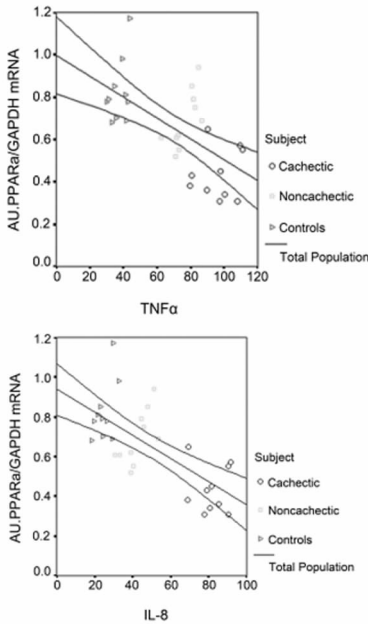 AU.PPARa/GAPDH mRNA
1.2
1.0
0.8
0.6
0.4
0.2
0.0
0 20 40 60 80 100 120
TNFα
Subject
Cachectic
Noncachectic
Controls
Total Population
AU.PPARa/GAPDH mRNA
1.2
1.0
0.8
0.6
0.4
0.2
0.0
0 20 40 60 80 100
IL-8
Subject
Cachectic
Noncachectic
Controls
Total Population